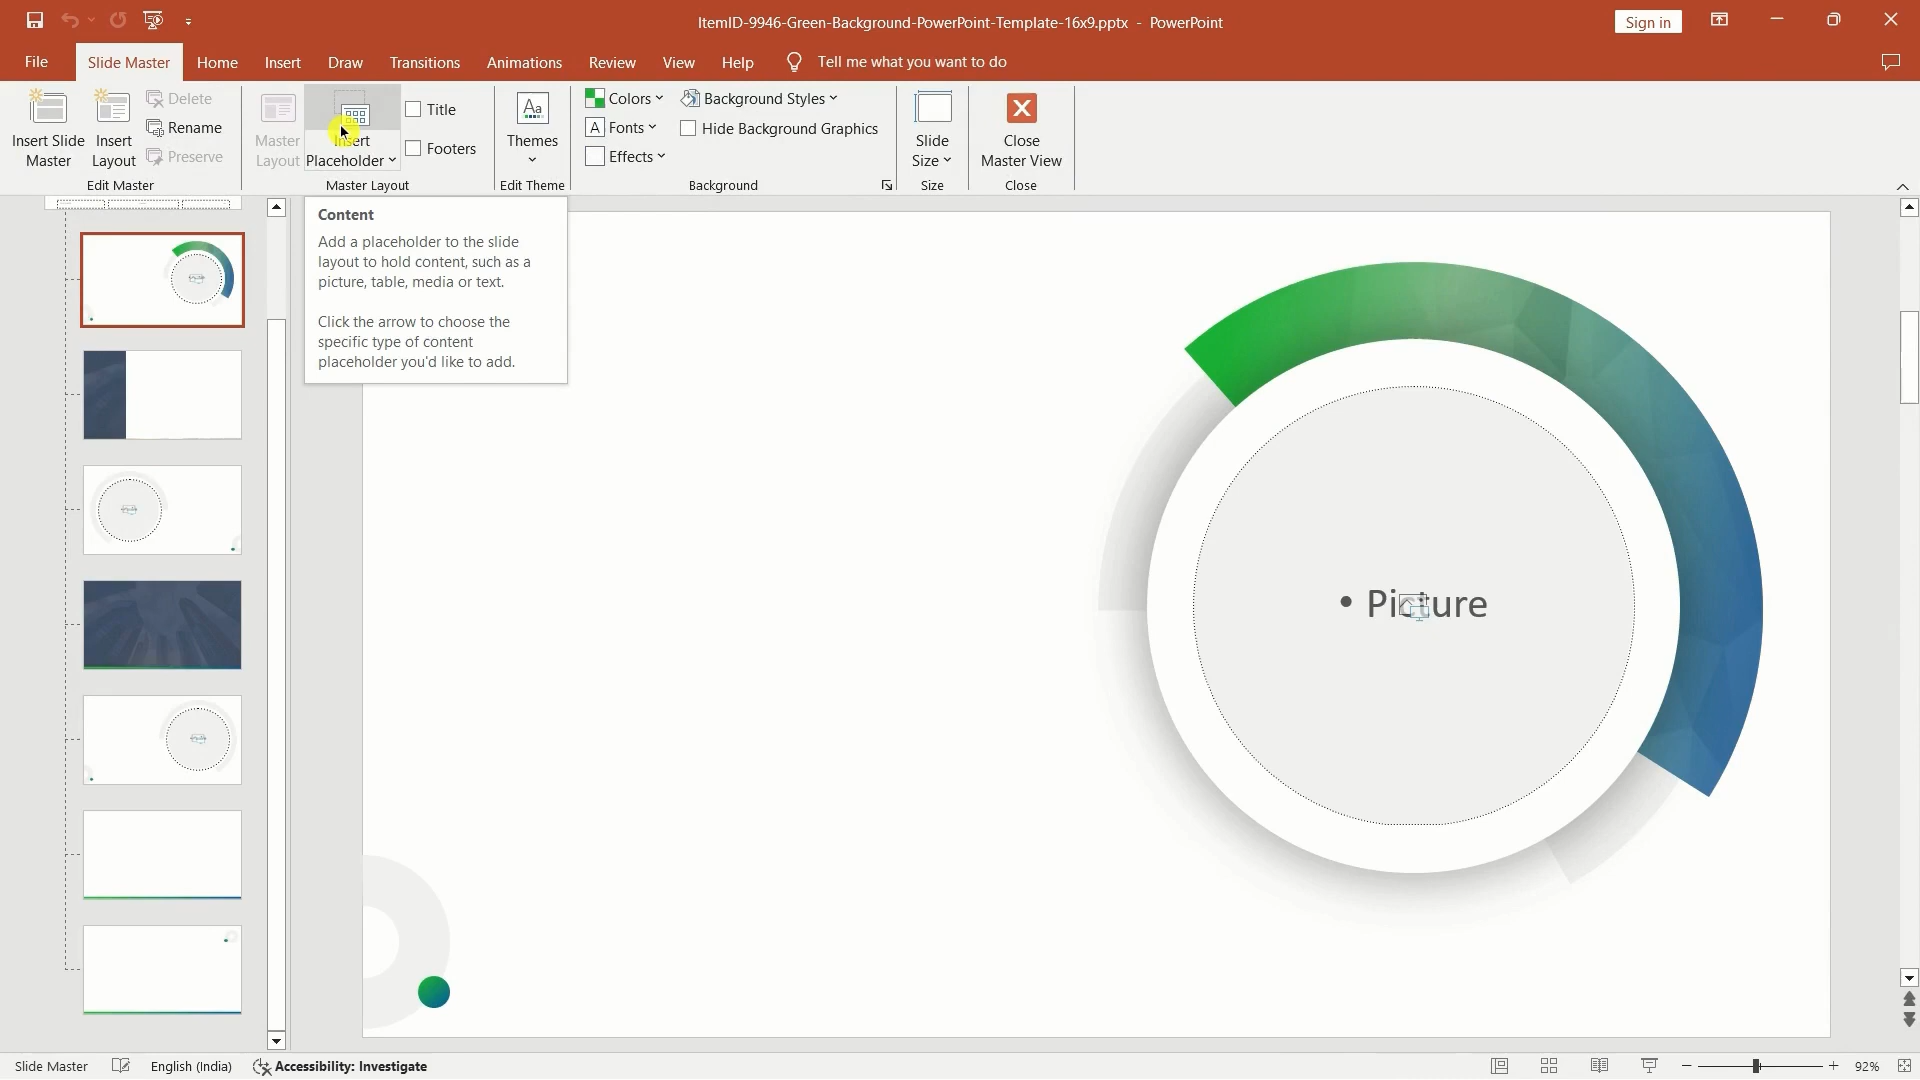 ItemID-9946-Green-Background-PowerPoint-Template-16x9.pptx - PowerPoint
Sign in
File
Slide Master
Home
Insert
Draw
Transitions
Animations
Review
View
Help
Tell me what you want to do
Insert Slide
Master
Insert
Layout
Delete
Rename
Preserve
Edit Master
Master
Layout
Insert
Placeholder
Title
Footers
Master Layout
Aa
Themes
Edit Theme
Colors
A Fonts
Effects
Background Styles
Hide Background Graphics
Background
Slide
Size
Size
Close
Master View
Close
Content
Add a placeholder to the slide
layout to hold content, such as a
picture, table, media or text.
Click the arrow to choose the
specific type of content
placeholder you'd like to add.
• Picture
Slide Master
English (India)
Accessibility: Investigate
92%